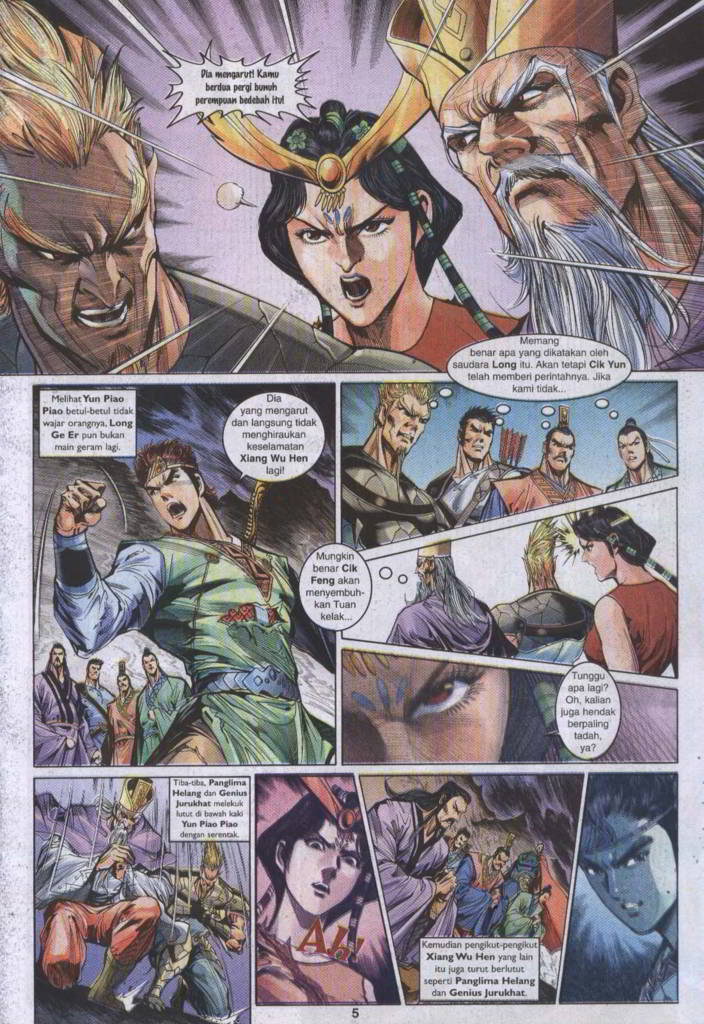 Dia mengarut! Kamu
berdua pergi bunuh
perempuan bedebah itu!
Memang
benar apa yang dikatakan oleh
saudara Long itu. Akan tetapi Cik Yun
telah memberi perintahnya. Jika
kami tidak...
Melihat Yun Piao
Piao betul-betul tidak
wajar orangnya, Long
Ge Er pun bukan
main geram lagi.
Dia
yang mengarut
dan langsung tidak
menghiraukan
keselamatan
Xiang Wu Hen
lagi!
Mungkin
benar Cik
Feng akan
menyembuh-
kan Tuan
kelak...
Tunggu
apa lagi?
Oh, kalian
juga hendak
berpaling
tadah,
ya?
Tiba-tiba, Panglima
Helang dan Genius
Jurukhat melekuk
lutut di bawah kaki
Yun Piao Piao
dengan serentak.
Ah!
Kemudian pengikut-pengikut
Xiang Wu Hen yang lain
itu juga turut berlutut
seperti Panglima Helang
dan Genius Jurukhat.
5